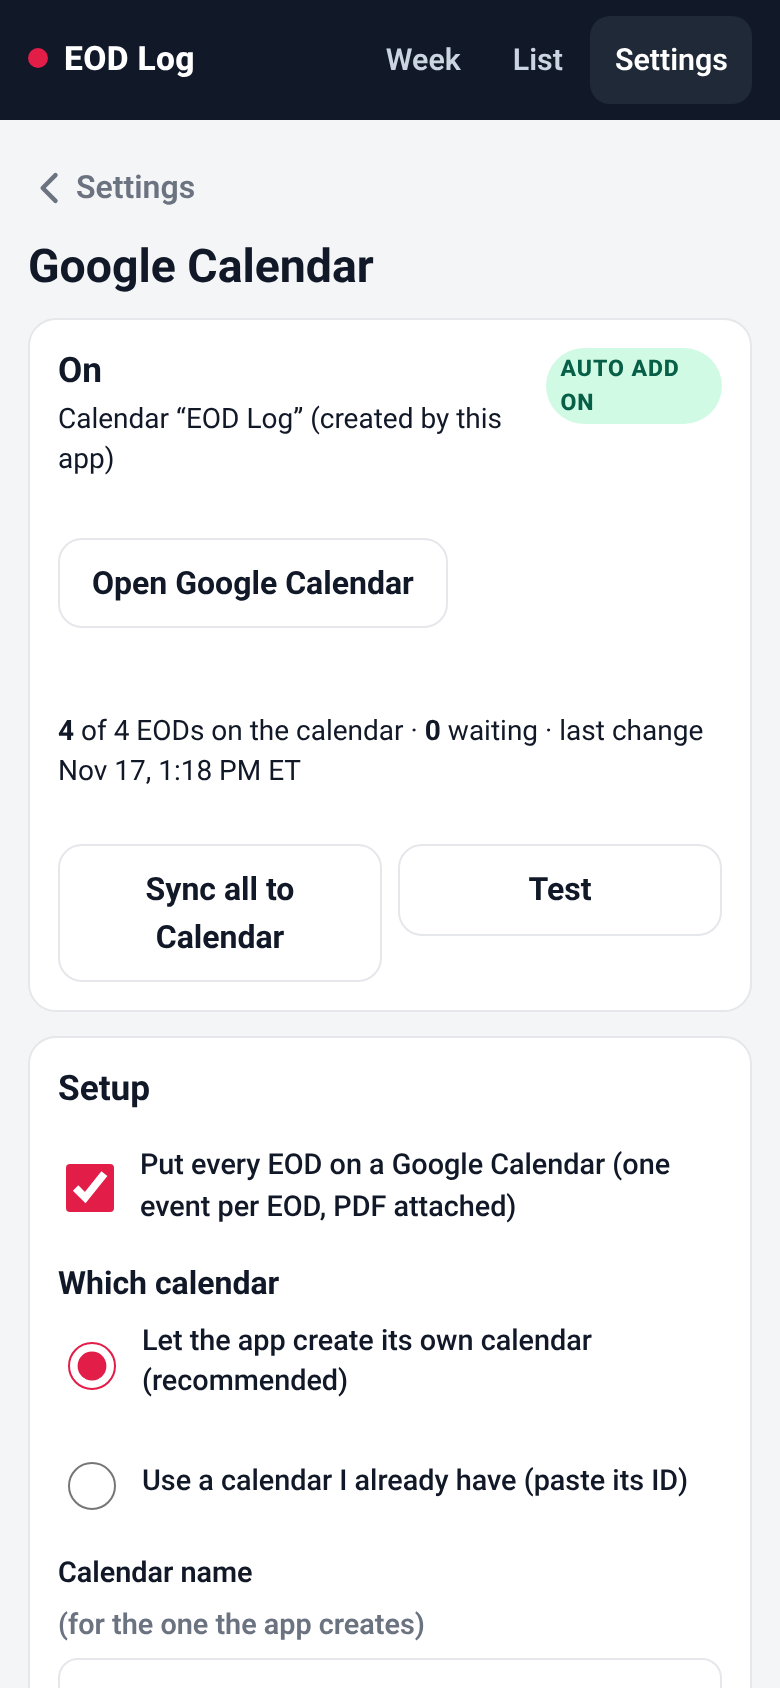 EOD Log
Week
List
Settings
Settings
Google Calendar
On
AUTO ADD
ON
Calendar “EOD Log” (created by this
app)
Open Google Calendar
4 of 4 EODs on the calendar · 0 waiting · last change
Nov 17, 1:18 PM ET
Sync all to
Calendar
Test
Setup
Put every EOD on a Google Calendar (one
event per EOD, PDF attached)
Which calendar
Let the app create its own calendar
(recommended)
Use a calendar I already have (paste its ID)
Calendar name
(for the one the app creates)